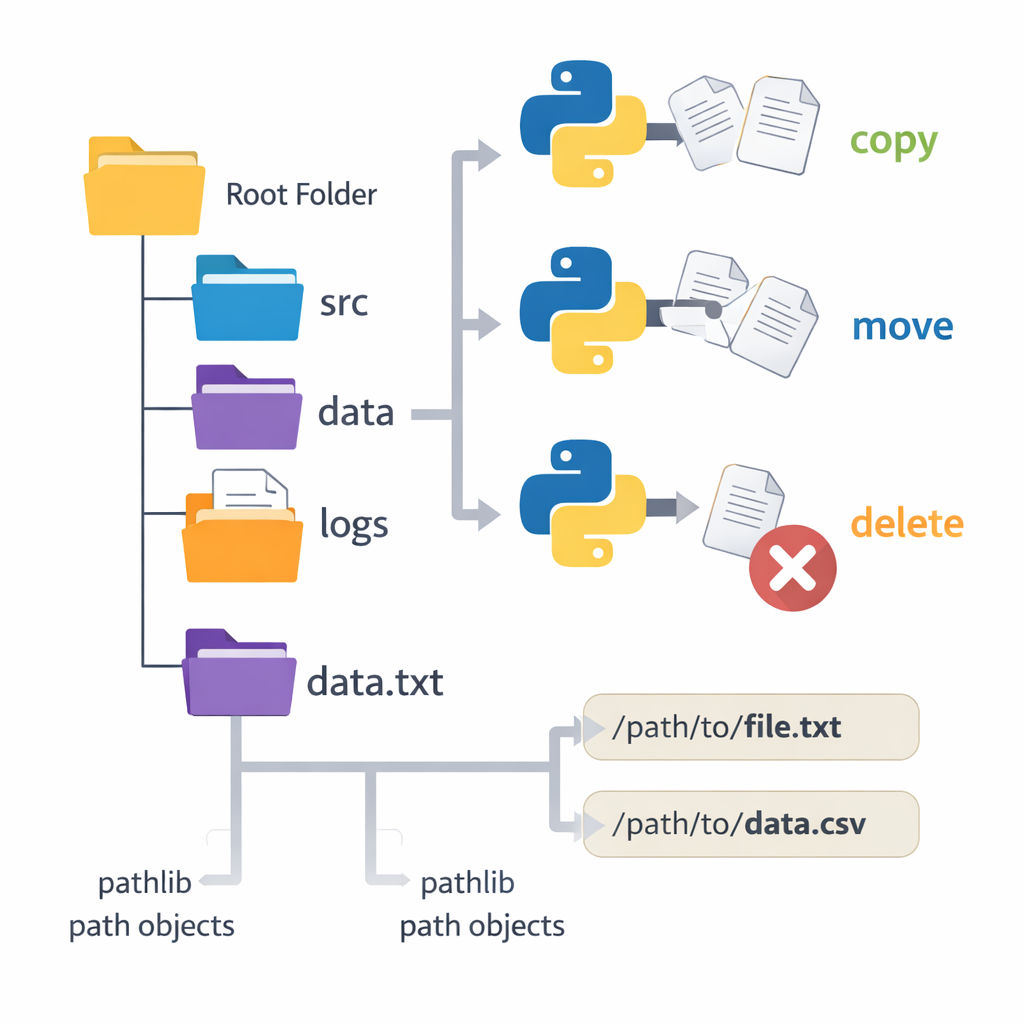 Root Folder
src
data
logs
data.txt
copy
move
delete
/path/to/file.txt
/path/to/data.csv
pathlib
path objects
pathlib
path objects